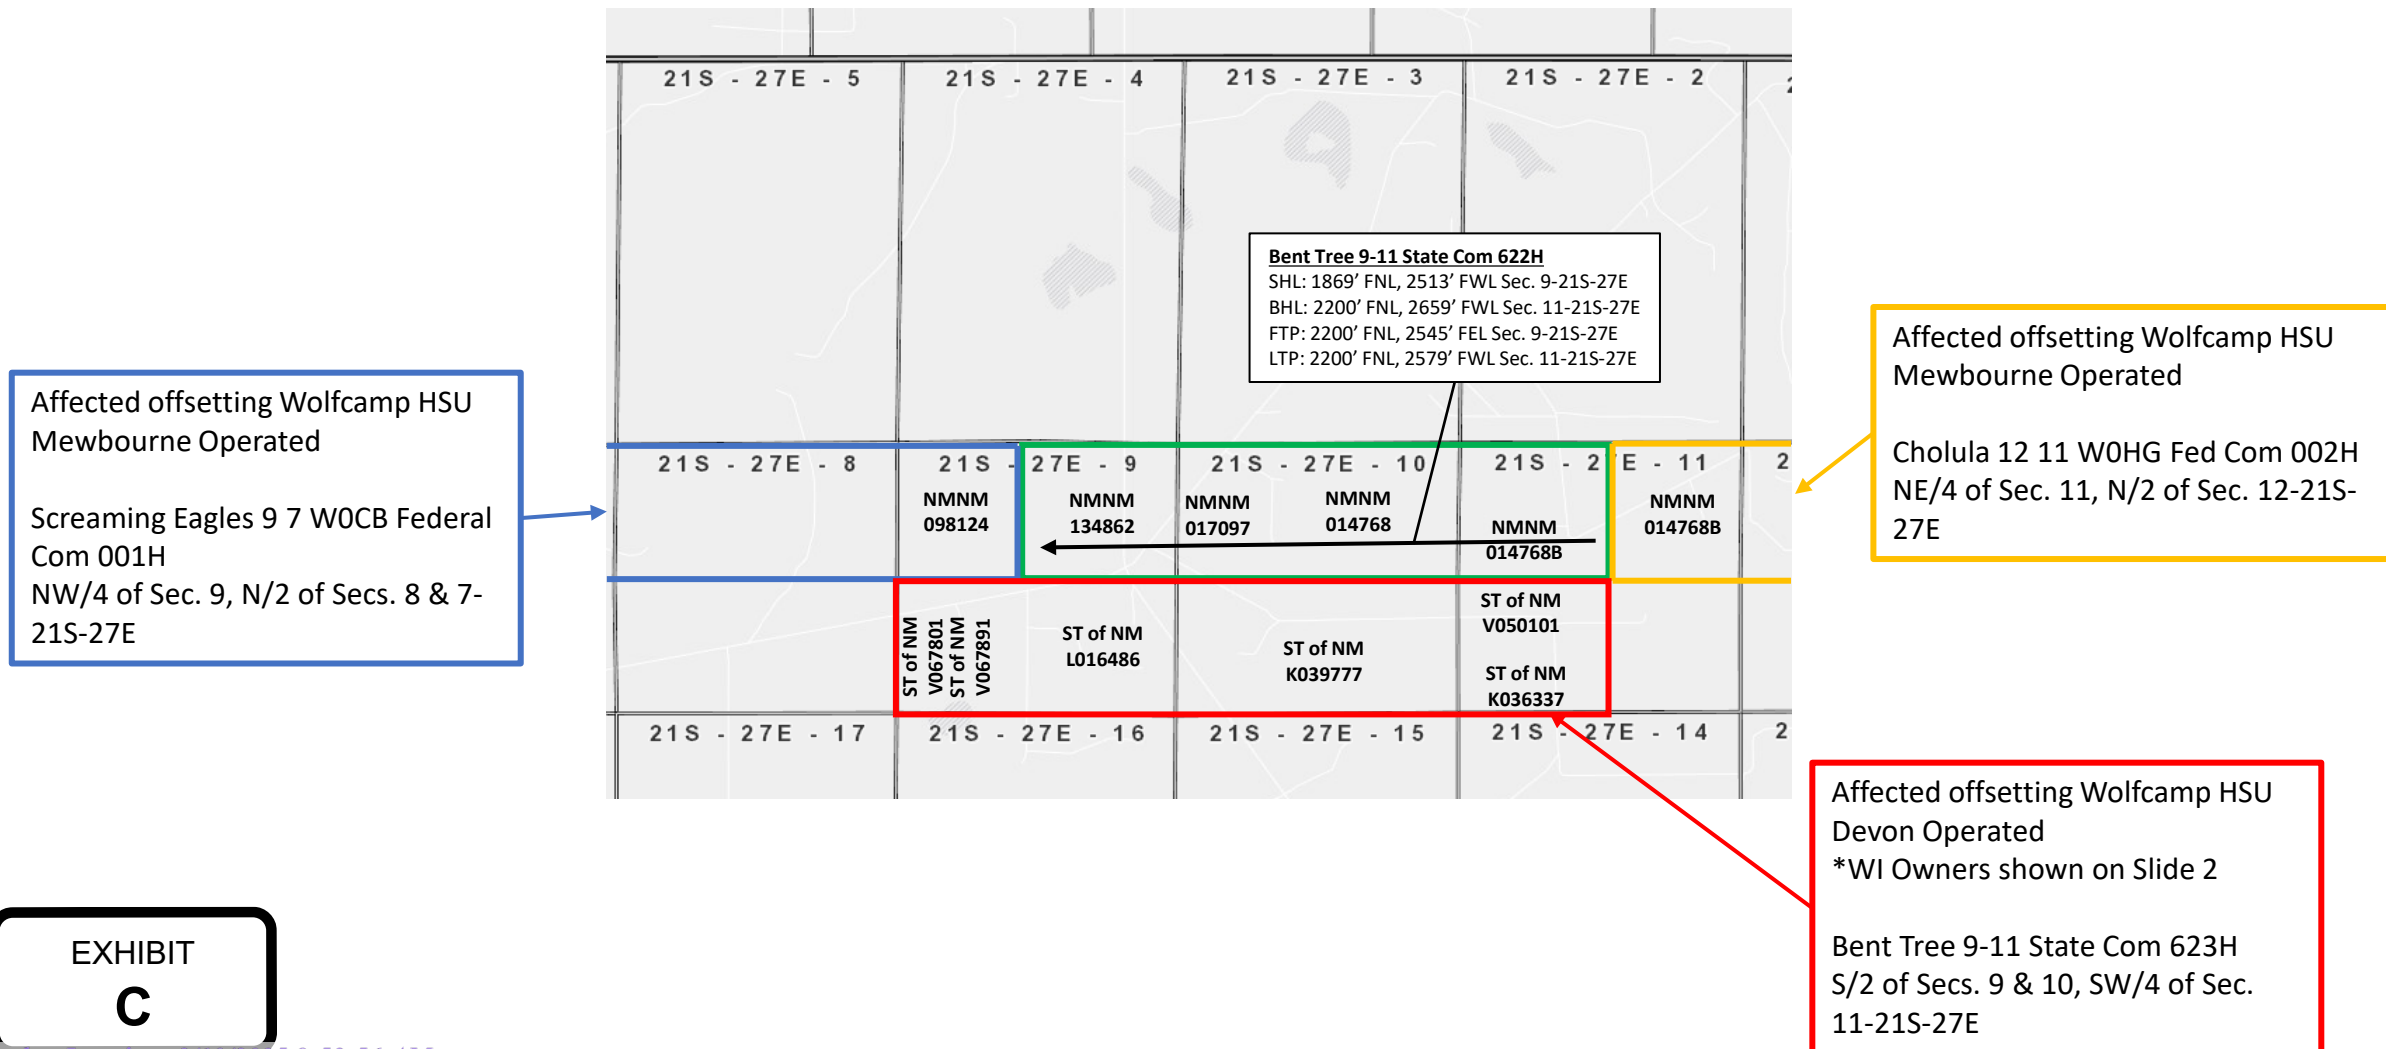 21S - 27E - 5
21S - 27E - 4
21S - 27E - 3
21S - 27E - 2
Bent Tree 9-11 State Com 622H
SHL: 1869’ FNL, 2513’ FWL Sec. 9-21S-27E
BHL: 2200’ FNL, 2659’ FWL Sec. 11-21S-27E
FTP: 2200’ FNL, 2545’ FEL Sec. 9-21S-27E
LTP: 2200’ FNL, 2579’ FWL Sec. 11-21S-27E
Affected offsetting Wolfcamp HSU
Mewbourne Operated
Screaming Eagles 9 7 W0CB Federal
Com 001H
NW/4 of Sec. 9, N/2 of Secs. 8 & 7-
21S-27E
Affected offsetting Wolfcamp HSU
Mewbourne Operated
Cholula 12 11 W0HG Fed Com 002H
NE/4 of Sec. 11, N/2 of Sec. 12-21S-
27E
21S - 27E - 8
21S - 27E - 9
21S - 27E - 10
21S - 27E - 11
2
NMNM
098124
NMNM
134862
NMNM
017097
NMNM
014768
NMNM
014768B
NMNM
014768B
ST of NM
V067801
ST of NM
V067891
ST of NM
L016486
ST of NM
K039777
ST of NM
V050101
ST of NM
K036337
21S - 27E - 17
21S - 27E - 16
21S - 27E - 15
21S - 27E - 14
2
Affected offsetting Wolfcamp HSU
Devon Operated
*WI Owners shown on Slide 2
Bent Tree 9-11 State Com 623H
S/2 of Secs. 9 & 10, SW/4 of Sec.
11-21S-27E
EXHIBIT
C